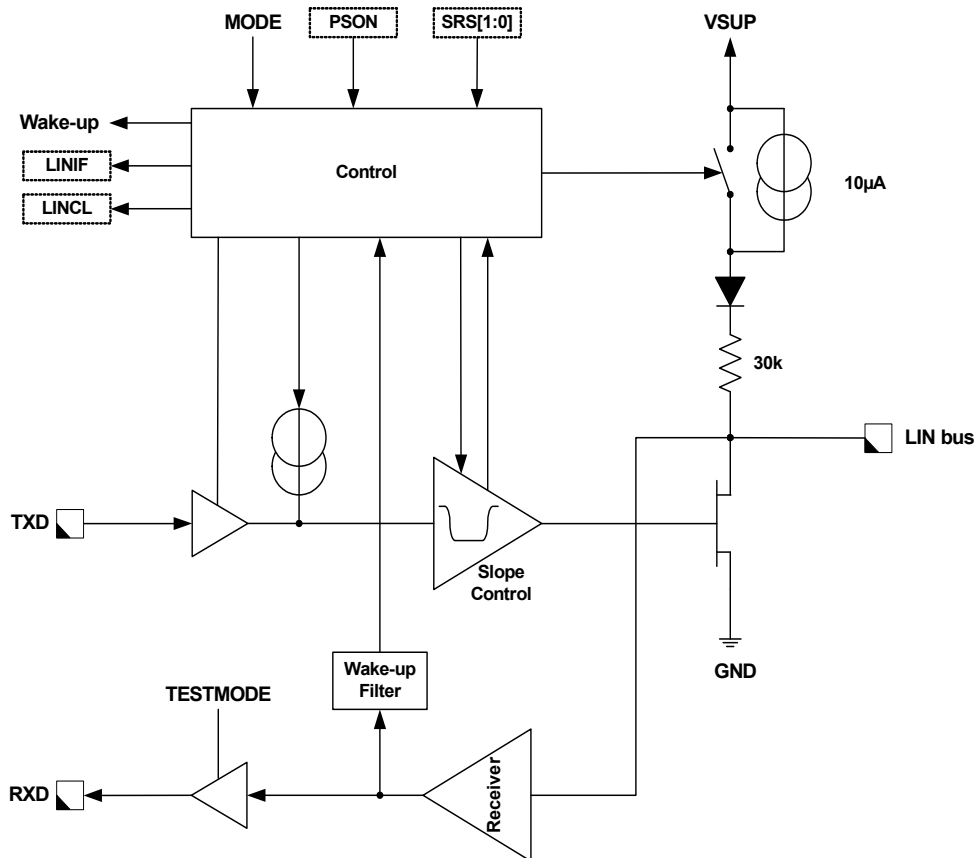 MODE
PSON
SRS[1:0]
VSUP
Wake-up
LINIF
LINCL
Control
10µA
30k
LIN bus
TXD
Slope
Control
GND
Wake-up
Filter
TESTMODE
Receiver
RXD